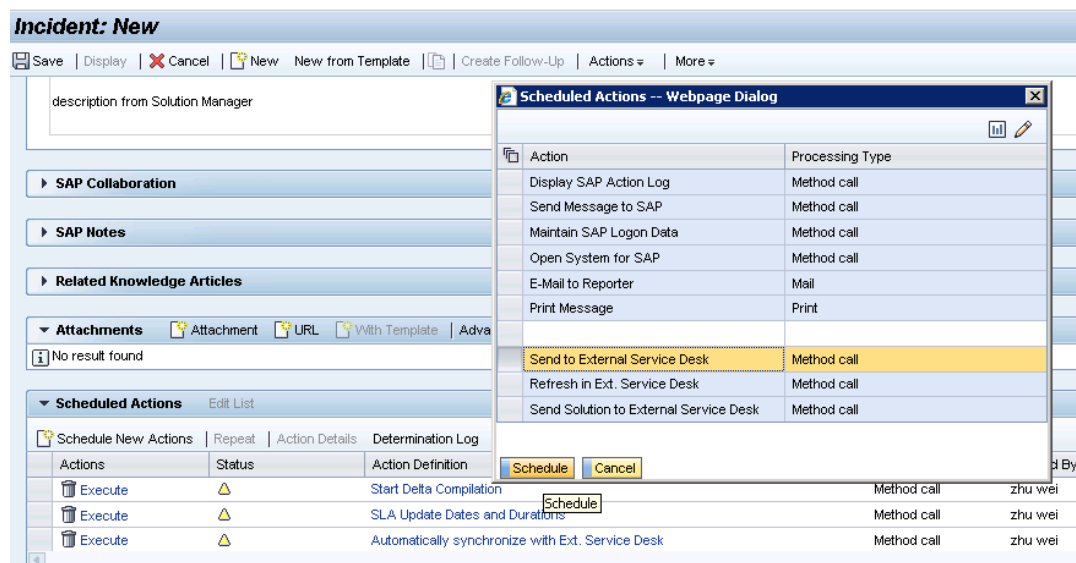 Incident: New
Save | Display | Cancel | New New from Template | Create Follow-Up | Actions | More
description from Solution Manager
SAP Collaboration
SAP Notes
Related Knowledge Articles
Attachments Attachment URL With Template | Adva
No result found
Scheduled Actions Edit List
Schedule New Actions | Repeat | Action Details Determination Log
Actions Status Action Definition d By
Execute Start Delta Compilation Method call zhu wei
Execute SLA Update Dates and Durations Method call zhu wei
Execute Automatically synchronize with Ext. Service Desk Method call zhu wei
Scheduled Actions -- Webpage Dialog
Action Processing Type
Display SAP Action Log Method call
Send Message to SAP Method call
Maintain SAP Logon Data Method call
Open System for SAP Method call
E-Mail to Reporter Mail
Print Message Print
Send to External Service Desk Method call
Refresh in Ext. Service Desk Method call
Send Solution to External Service Desk Method call
Schedule Cancel
Schedule